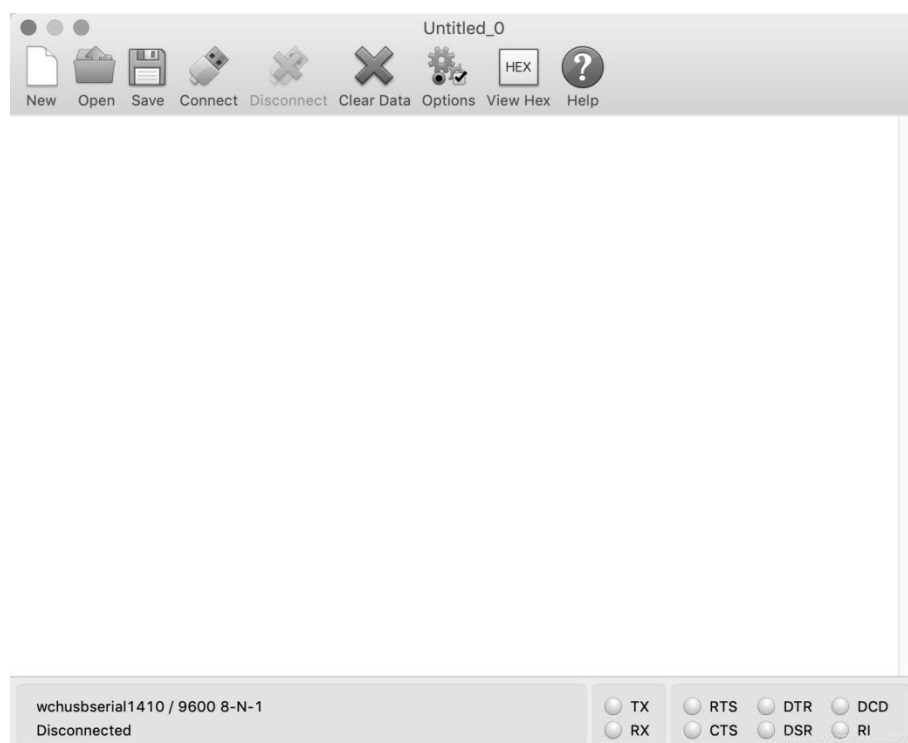 Untitled_0
HEX
?
New Open Save Connect Disconnect Clear Data Options View Hex Help
wchusbserial1410 / 9600 8-N-1
Disconnected
TX RTS DTR DCD
RX CTS DSR RI